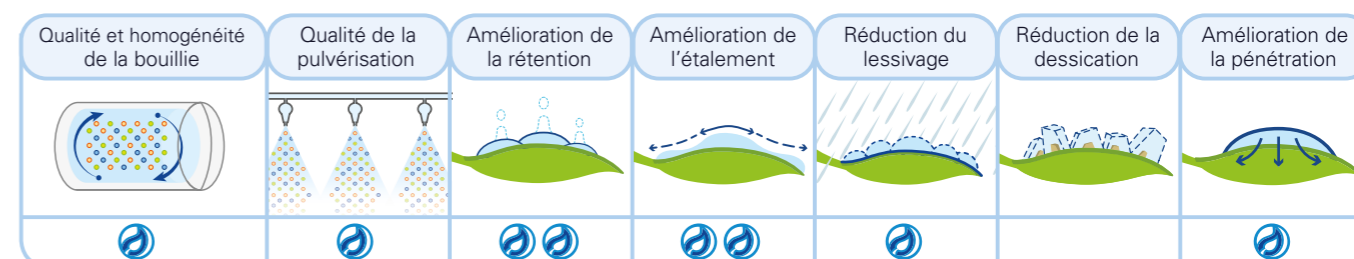 Qualité et homogénéité
de la bouillie
Qualité de la
pulvérisation
Amélioration de
la rétention
Amélioration de
l'étalement
Réduction du
lessivage
Réduction de la
dessication
Amélioration de
la pénétration